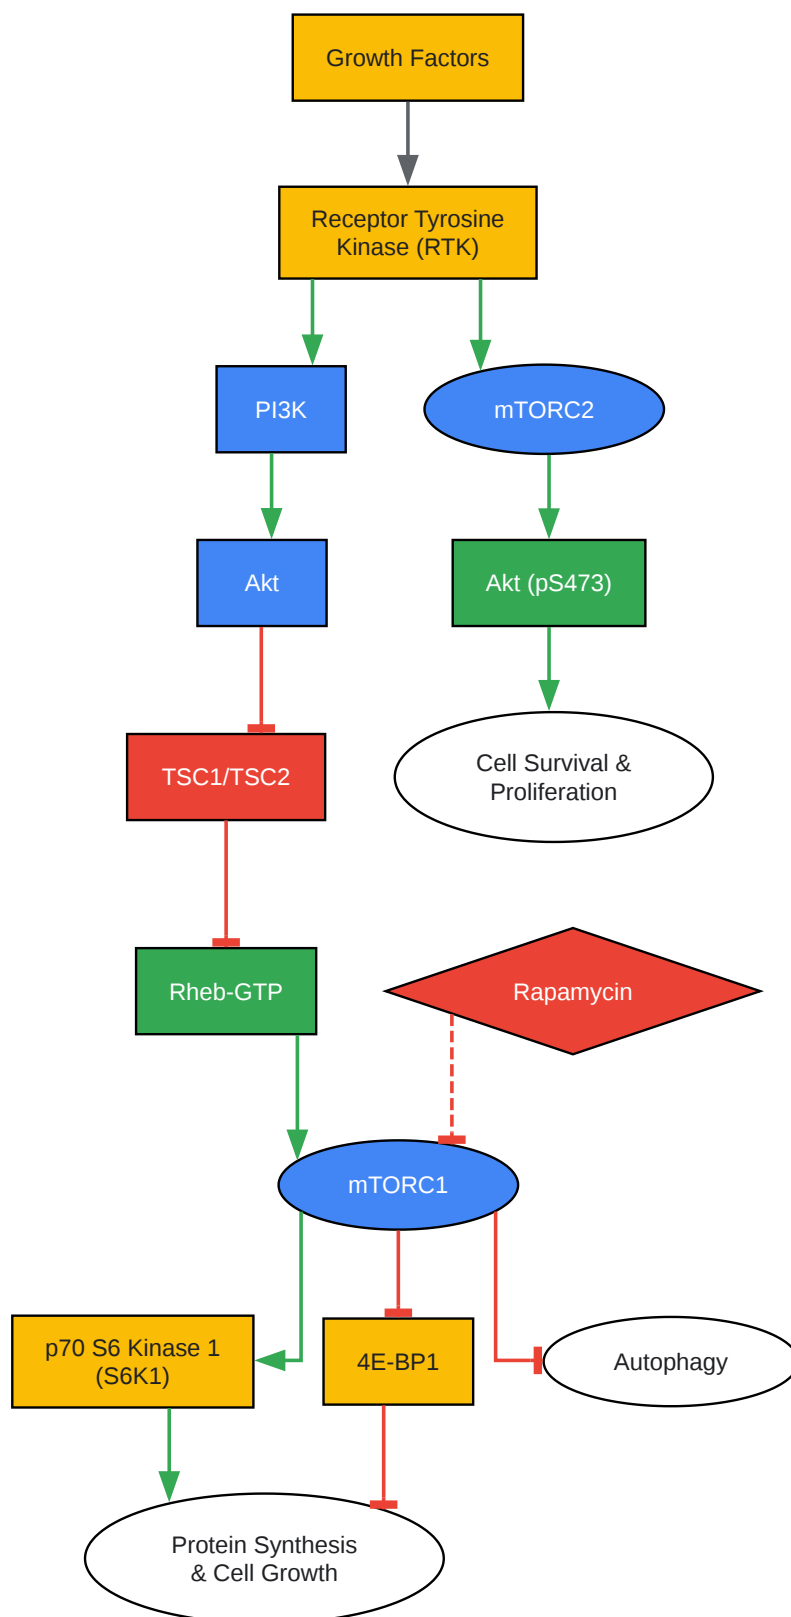 Growth Factors
Receptor Tyrosine
Kinase (RTK)
PI3K
mTORC2
Akt
Akt (pS473)
TSC1/TSC2
Cell Survival &
Proliferation
Rheb-GTP
Rapamycin
mTORC1
p70 S6 Kinase 1
(S6K1)
4E-BP1
Autophagy
Protein Synthesis
& Cell Growth